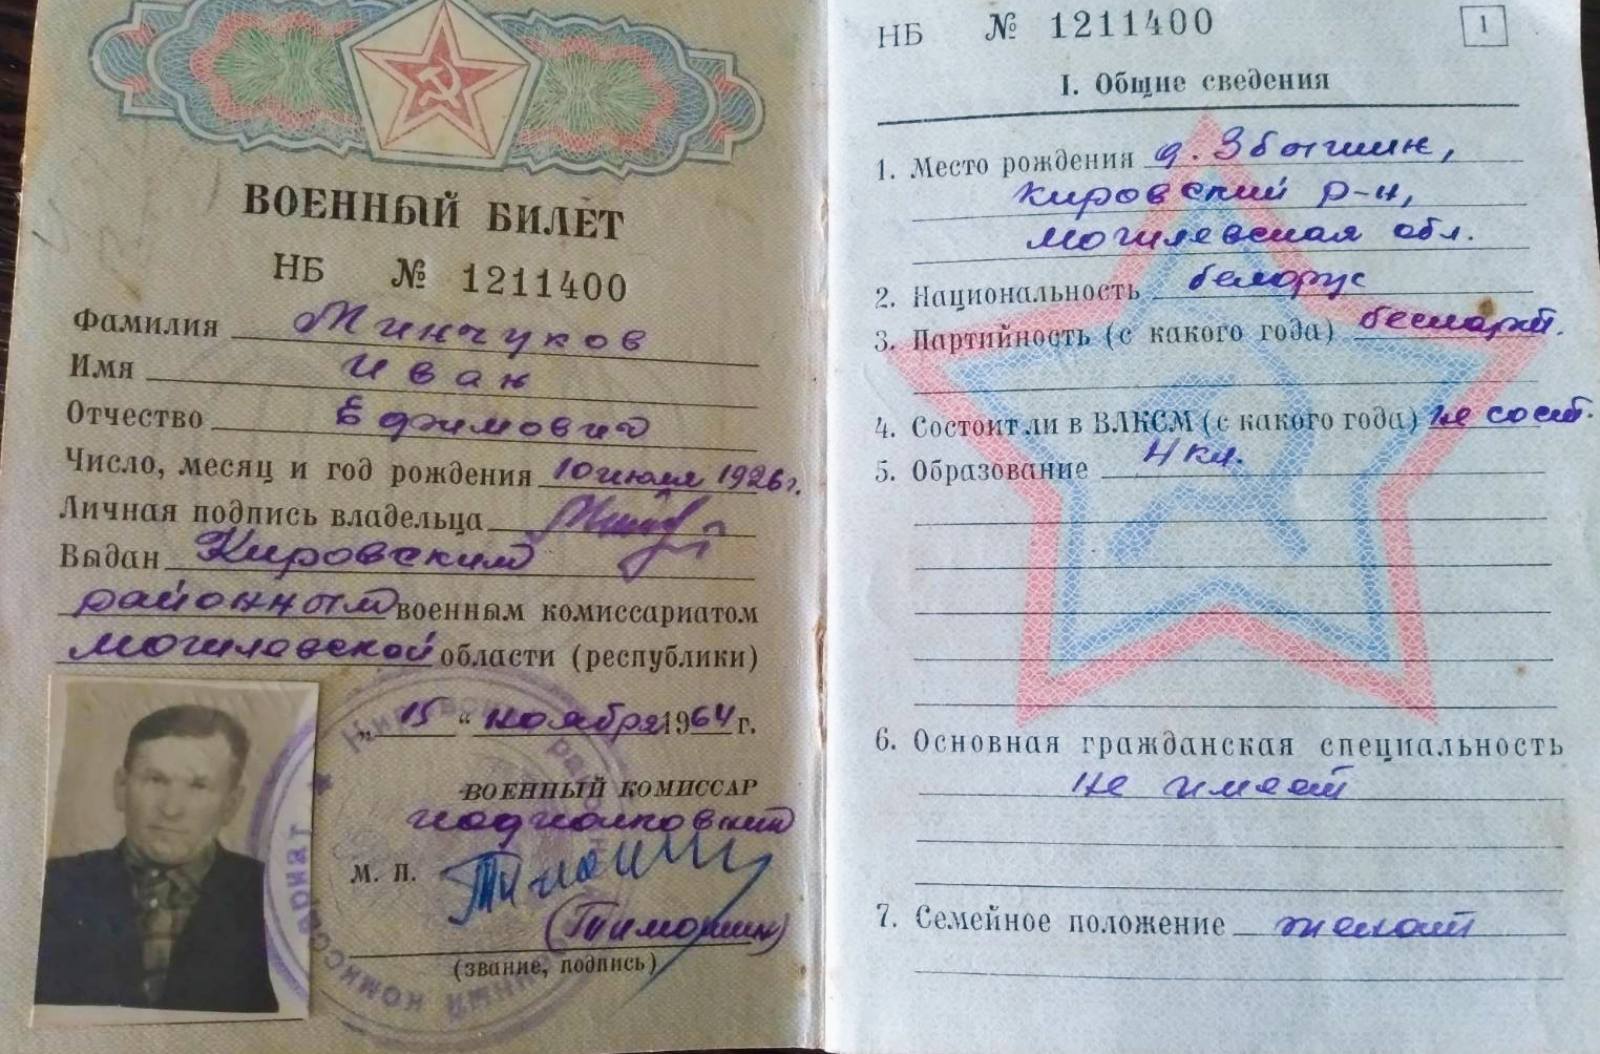 ВОЕННЫЙ БИЛЕТ
НБ № 1211400
Фамилия Минчуков
Имя Иван
Отчество Ефимович
Число, месяц и год рождения 10 июля 1926 г.
Личная подпись владельца
Выдан Кировским
районным военным комиссариатом
Могилевской области (республики)
„ 15 “ ноября 1964 г.
ВОЕННЫЙ КОМИССАР
подполковник
М. П.
(Тимошин)
(звание, подпись)
НБ № 1211400
1
I. Общие сведения
1. Место рождения д.
Кировский р-н,
Могилевская обл.
2. Национальность белорус
3. Партийность (с какого года) беспарт.
4. Состоит ли в ВЛКСМ (с какого года) не сост.
5. Образование 4 кл.
6. Основная гражданская специальность
не имеет
7. Семейное положение женат